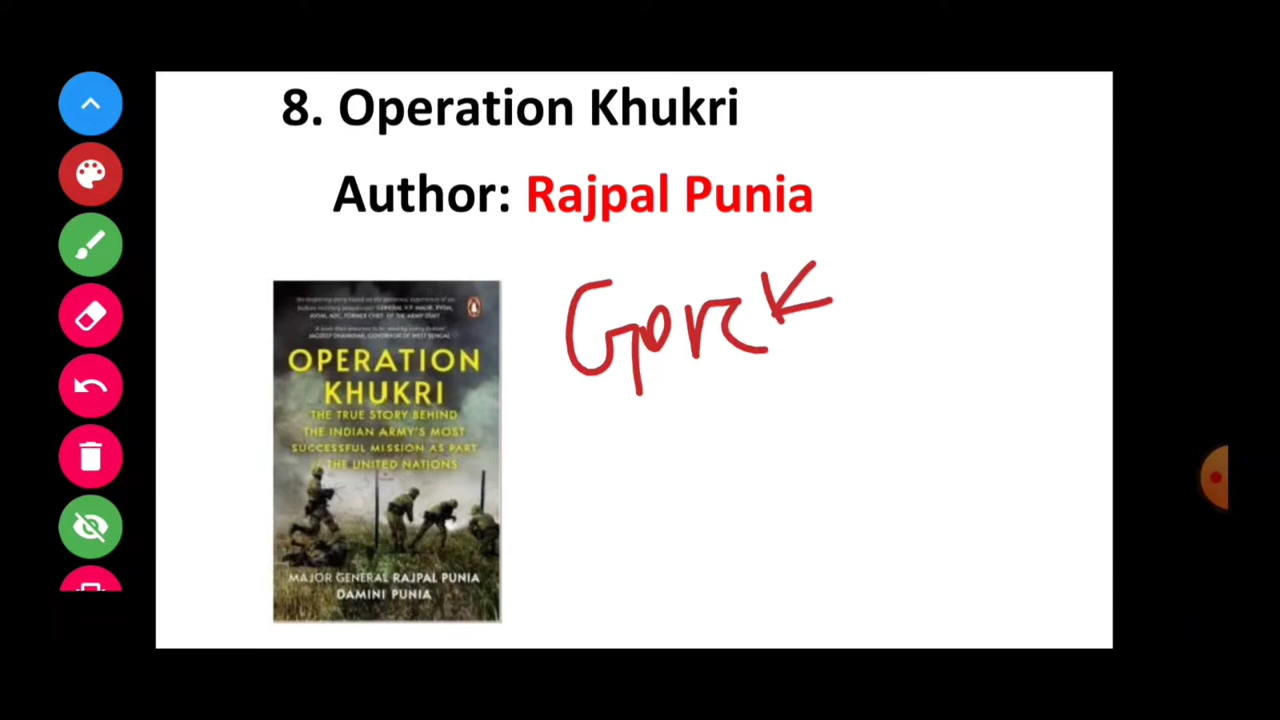 8. Operation Khukri
Author: Rajpal Punia
Gork
OPERATION
KHUKRI
THE TRUE STORY BEHIND
THE INDIAN ARMY'S MOST
SUCCESSFUL MISSION AS PART
of THE UNITED NATIONS
MAJOR GENERAL RAJPAL PUNIA
DAMINI PUNIA